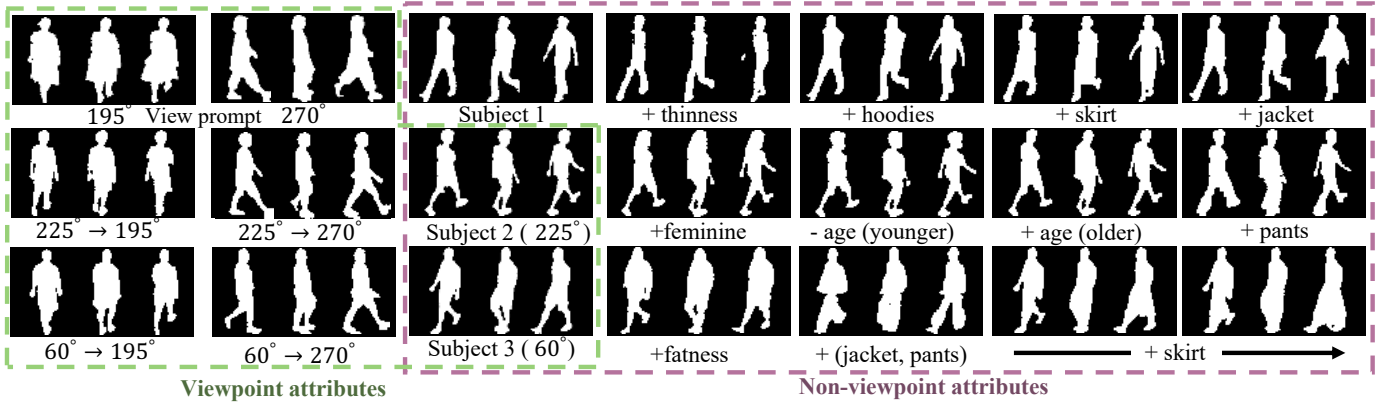 195° View prompt 270° Subject 1 + thinness + hoodies + skirt + jacket
225° → 195° 225° → 270° Subject 2 ( 225°) +feminine - age (younger) + age (older) + pants
60° → 195° 60° → 270° Subject 3 ( 60°) +fatness + (jacket, pants) + skirt
Viewpoint attributes Non-viewpoint attributes